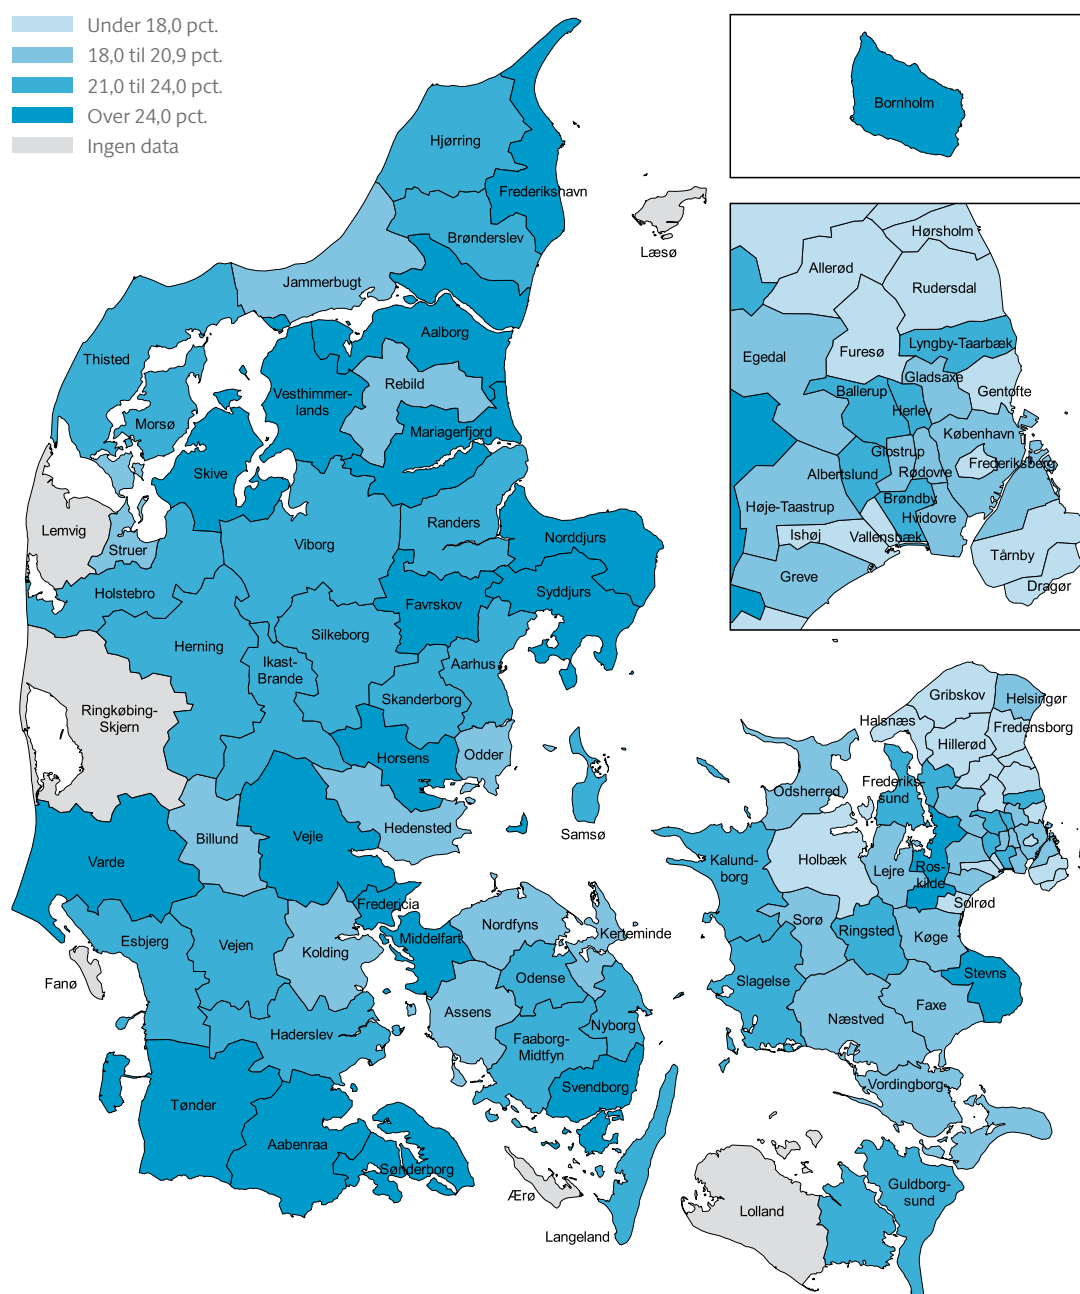 Under 18,0 pct.
18,0 til 20,9 pct.
21,0 til 24,0 pct.
Over 24,0 pct.
Ingen data
Bornholm
Hjørring
Frederikshavn
Brønderslev
Læsø
Jammerbugt
Aalborg
Thisted
Rebild
Vesthimmer-
lands
Morsø
Mariagerfjord
Skive
Lemvig
Randers
Struer
Viborg
Norddjurs
Holstebro
Favrskov
Syddjurs
Herning
Silkeborg
Ikast-
Brande
Aarhus
Skanderborg
Ringkøbing-
Skjern
Horsens
Odder
Samsø
Billund
Vejle
Hedensted
Varde
Fredericia
Esbjerg
Vejen
Kolding
Middelfart
Nordfyns
Kerteminde
Fanø
Odense
Assens
Haderslev
Faaborg-
Midtfyn
Nyborg
Svendborg
Tønder
Aabenraa
Sønderborg
Ærø
Langeland
Hørsholm
Allerød
Rudersdal
Egedal
Furesø
Lyngby-Taarbæk
Gladsaxe
Ballerup
Gentofte
Herlev
København
Glostrup
Frederiksberg
Albertslund
Rødovre
Brøndby
Høje-Taastrup
Hvidovre
Ishøj
Vallensbæk
Tårnby
Greve
Dragør
Gribskov
Helsingør
Halsnæs
Fredensborg
Hillerød
Frederiks-
sund
Odsherred
Kalund-
borg
Holbæk
Lejre
Ros-
kilde
Solrød
Sorø
Ringsted
Køge
Slagelse
Stevns
Næstved
Faxe
Vordingborg
Guldborg-
sund
Lolland